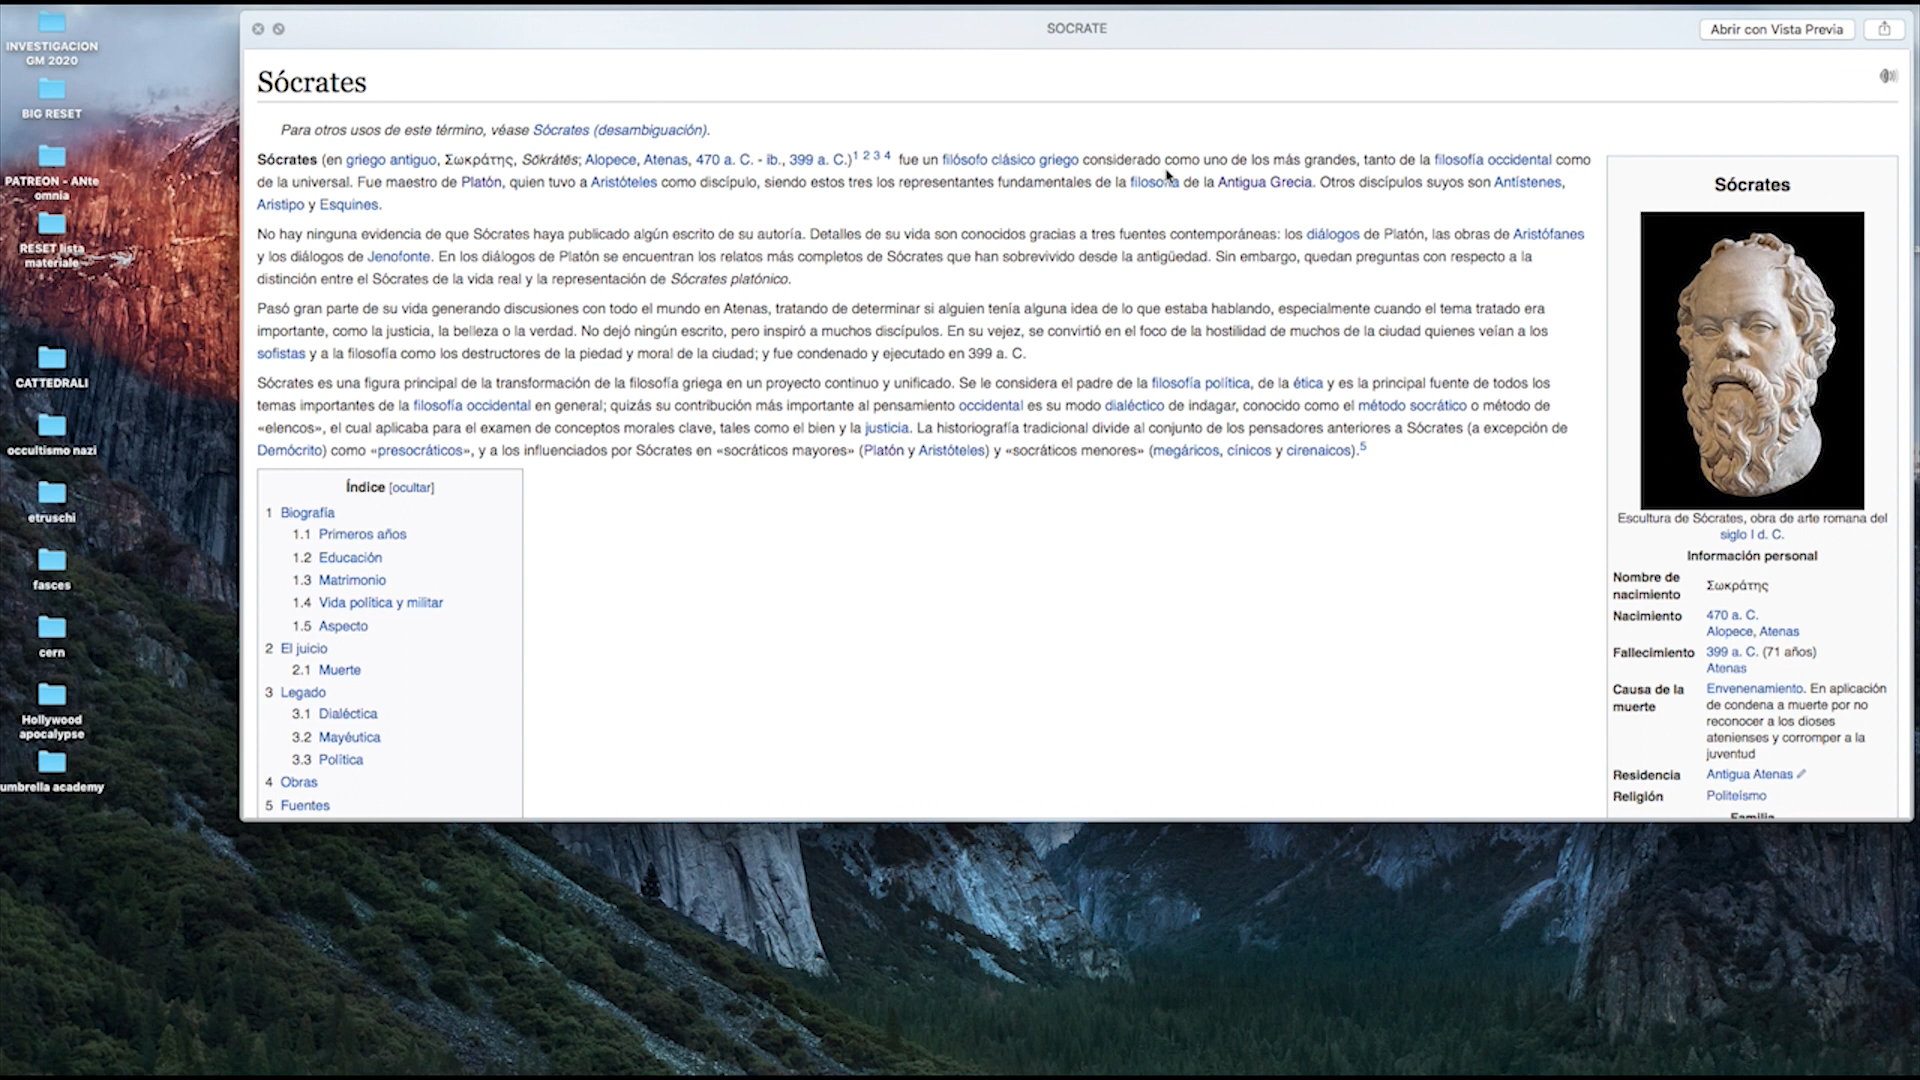 INVESTIGACION
GM 2020
BIG RESET
PATREON - ANte
omnia
RESET lista
materiale
CATTEDRALI
occultismo nazi
etruschi
fasces
cern
Hollywood
apocalypse
umbrella academy
SOCRATE
Abrir con Vista Previa
Sócrates
Para otros usos de este término, véase Sócrates (desambiguación).
Sócrates (en griego antiguo, Σωκράτης, Sōkrátēs; Alopece, Atenas, 470 a. C. - ib., 399 a. C.)1 2 3 4 fue un filósofo clásico griego considerado como uno de los más grandes, tanto de la filosofía occidental como
de la universal. Fue maestro de Platón, quien tuvo a Aristóteles como discípulo, siendo estos tres los representantes fundamentales de la filosofía de la Antigua Grecia. Otros discípulos suyos son Antístenes,
Aristipo y Esquines.
No hay ninguna evidencia de que Sócrates haya publicado algún escrito de su autoría. Detalles de su vida son conocidos gracias a tres fuentes contemporáneas: los diálogos de Platón, las obras de Aristófanes
y los diálogos de Jenofonte. En los diálogos de Platón se encuentran los relatos más completos de Sócrates que han sobrevivido desde la antigüedad. Sin embargo, quedan preguntas con respecto a la
distinción entre el Sócrates de la vida real y la representación de Sócrates platónico.
Pasó gran parte de su vida generando discusiones con todo el mundo en Atenas, tratando de determinar si alguien tenía alguna idea de lo que estaba hablando, especialmente cuando el tema tratado era
importante, como la justicia, la belleza o la verdad. No dejó ningún escrito, pero inspiró a muchos discípulos. En su vejez, se convirtió en el foco de la hostilidad de muchos de la ciudad quienes veían a los
sofistas y a la filosofía como los destructores de la piedad y moral de la ciudad; y fue condenado y ejecutado en 399 a. C.
Sócrates es una figura principal de la transformación de la filosofía griega en un proyecto continuo y unificado. Se le considera el padre de la filosofía política, de la ética y es la principal fuente de todos los
temas importantes de la filosofía occidental en general; quizás su contribución más importante al pensamiento occidental es su modo dialéctico de indagar, conocido como el método socrático o método de
«elencos», el cual aplicaba para el examen de conceptos morales clave, tales como el bien y la justicia. La historiografía tradicional divide al conjunto de los pensadores anteriores a Sócrates (a excepción de
Demócrito) como «presocráticos», y a los influenciados por Sócrates en «socráticos mayores» (Platón y Aristóteles) y «socráticos menores» (megáricos, cínicos y cirenaicos).5
Índice [ocultar]
1 Biografía
1.1 Primeros años
1.2 Educación
1.3 Matrimonio
1.4 Vida política y militar
1.5 Aspecto
2 El juicio
2.1 Muerte
3 Legado
3.1 Dialéctica
3.2 Mayéutica
3.3 Política
4 Obras
5 Fuentes
Sócrates
Escultura de Sócrates, obra de arte romana del
siglo I d. C.
Información personal
Nombre de
nacimiento
Σωκράτης
Nacimiento
470 a. C.
Alopece, Atenas
Fallecimiento
399 a. C. (71 años)
Atenas
Causa de la
muerte
Envenenamiento. En aplicación
de condena a muerte por no
reconocer a los dioses
atenienses y corromper a la
juventud
Residencia
Antigua Atenas
Religión
Politeísmo
Familia